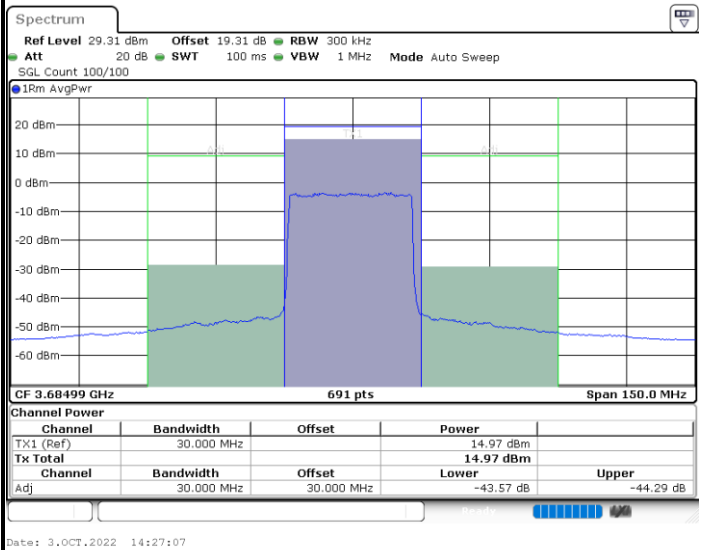 Spectrum
Ref Level 29.31 dBm Offset 19.31 dB RBW 300 kHz
Att 20 dB SWT 100 ms VBW 1 MHz Mode Auto Sweep
SGL Count 100/100
1Rm AvgPwr
20 dBm
TX1
10 dBm
Adj Adj
0 dBm
-10 dBm
-20 dBm
-30 dBm
-40 dBm
-50 dBm
-60 dBm
CF 3.68499 GHz 691 pts Span 150.0 MHz
Channel Power
Channel Bandwidth Offset Power
TX1 (Ref) 30.000 MHz 14.97 dBm
Tx Total 14.97 dBm
Channel Bandwidth Offset Lower Upper
Adj 30.000 MHz 30.000 MHz -43.57 dB -44.29 dB
Ready
Date: 3.OCT.2022 14:27:07